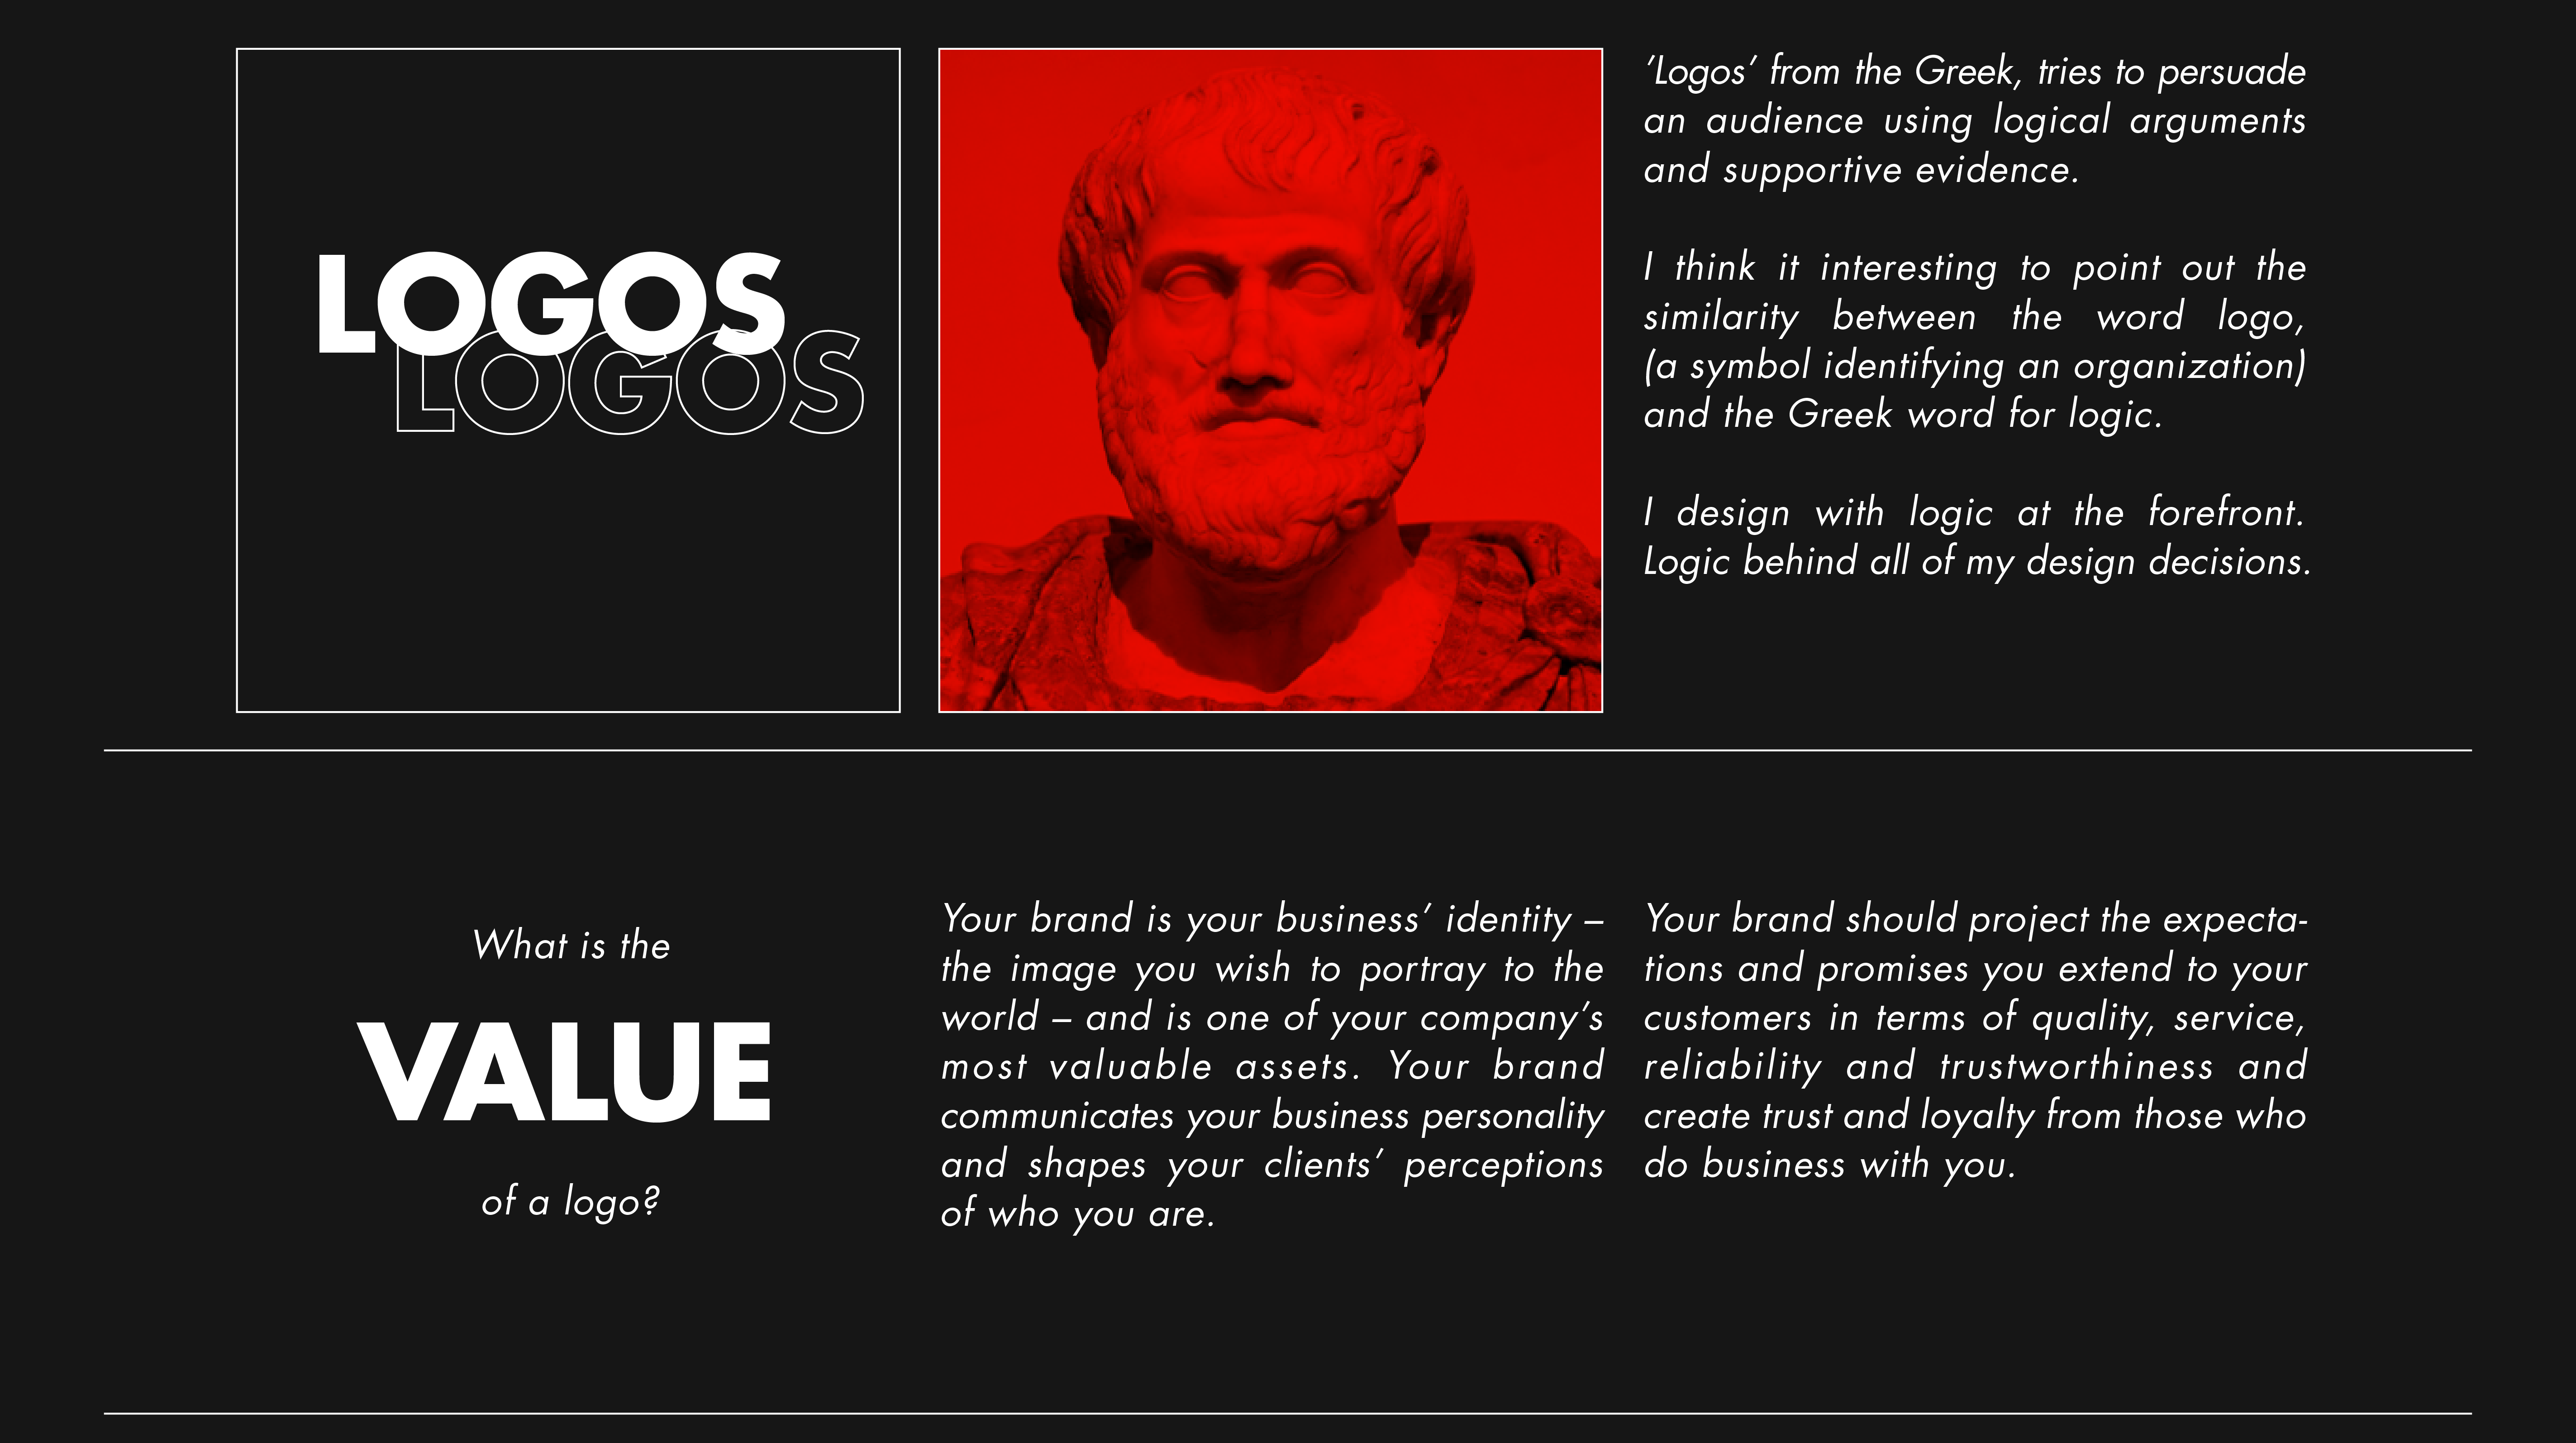 LOGOS
LOGOS
’Logos’ from the Greek, tries to persuade
an audience using logical arguments
and supportive evidence.
I think it interesting to point out the
similarity between the word logo,
(a symbol identifying an organization)
and the Greek word for logic.
I design with logic at the forefront.
Logic behind all of my design decisions.
What is the
VALUE
of a logo?
Your brand is your business’ identity –
the image you wish to portray to the
world – and is one of your company’s
most valuable assets. Your brand
communicates your business personality
and shapes your clients’ perceptions
of who you are.
Your brand should project the expecta-
tions and promises you extend to your
customers in terms of quality, service,
reliability and trustworthiness and
create trust and loyalty from those who
do business with you.